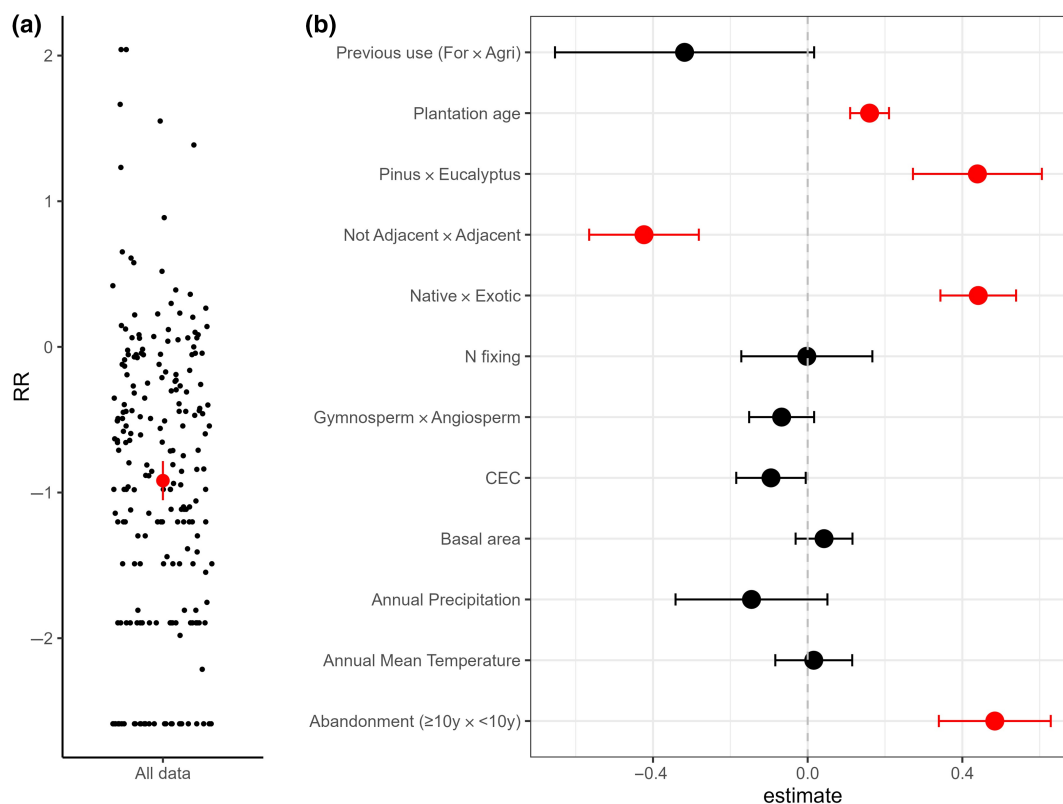 (a)
2
1
0
−1
−2
RR
All data
(b)
Previous use (For × Agri)
Plantation age
Pinus × Eucalyptus
Not Adjacent × Adjacent
Native × Exotic
N fixing
Gymnosperm × Angiosperm
CEC
Basal area
Annual Precipitation
Annual Mean Temperature
Abandonment (≥10y × <10y)
−0.4 0.0 0.4
estimate